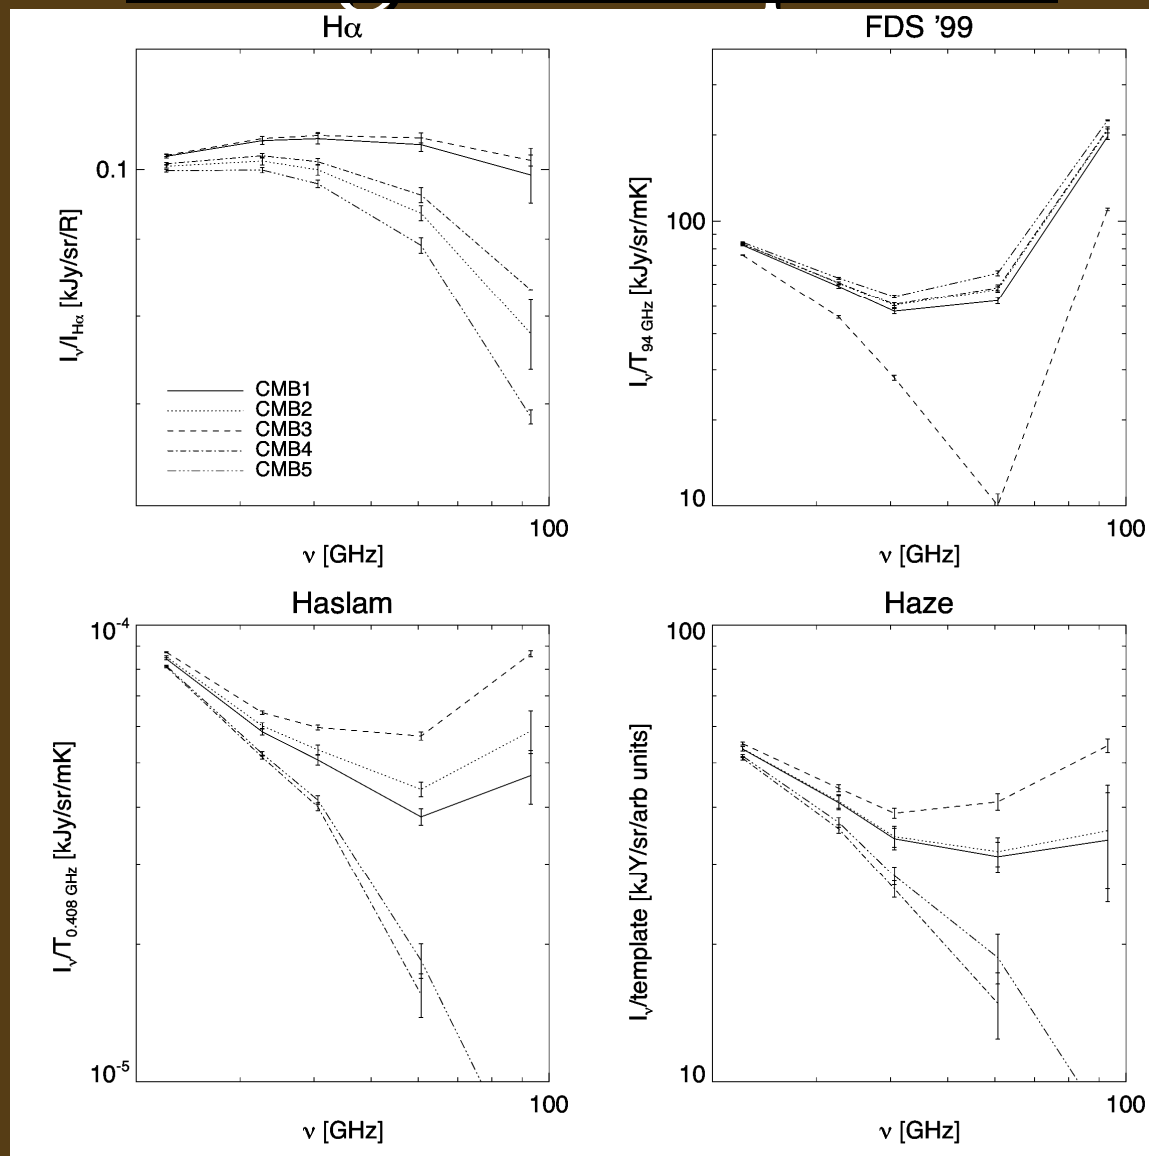 Hα
0.1
I_ν/I_Hα [kJy/sr/R]
CMB1
CMB2
CMB3
CMB4
CMB5
100
ν [GHz]
FDS '99
100
10
I_ν/T_94 GHz [kJy/sr/mK]
100
ν [GHz]
Haslam
10^-4
10^-5
I_ν/T_0.408 GHz [kJy/sr/mK]
100
ν [GHz]
Haze
100
10
I_ν/template [kJY/sr/arb units]
100
ν [GHz]